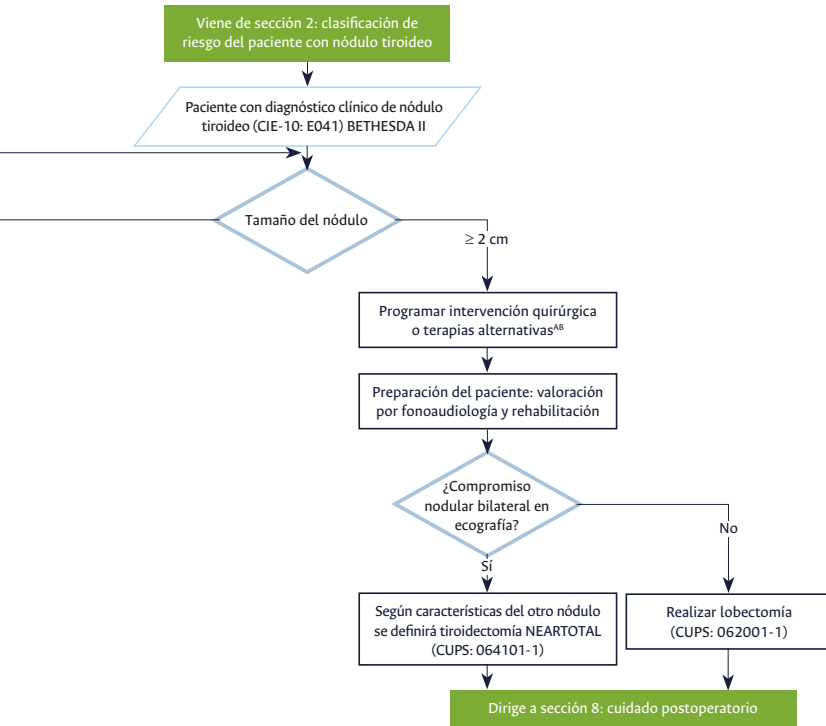 Viene de sección 2: clasificación de
riesgo del paciente con nódulo tiroideo
Paciente con diagnóstico clínico de nódulo
tiroideo (CIE-10: E041) BETHESDA II
Tamaño del nódulo
≥ 2 cm
Programar intervención quirúrgica
o terapias alternativasAB
Preparación del paciente: valoración
por fonoaudiología y rehabilitación
¿Compromiso
nodular bilateral en
ecografía?
No
Sí
Según características del otro nódulo
se definirá tiroidectomía NEARTOTAL
(CUPS: 064101-1)
Realizar lobectomía
(CUPS: 062001-1)
Dirige a sección 8: cuidado postoperatorio